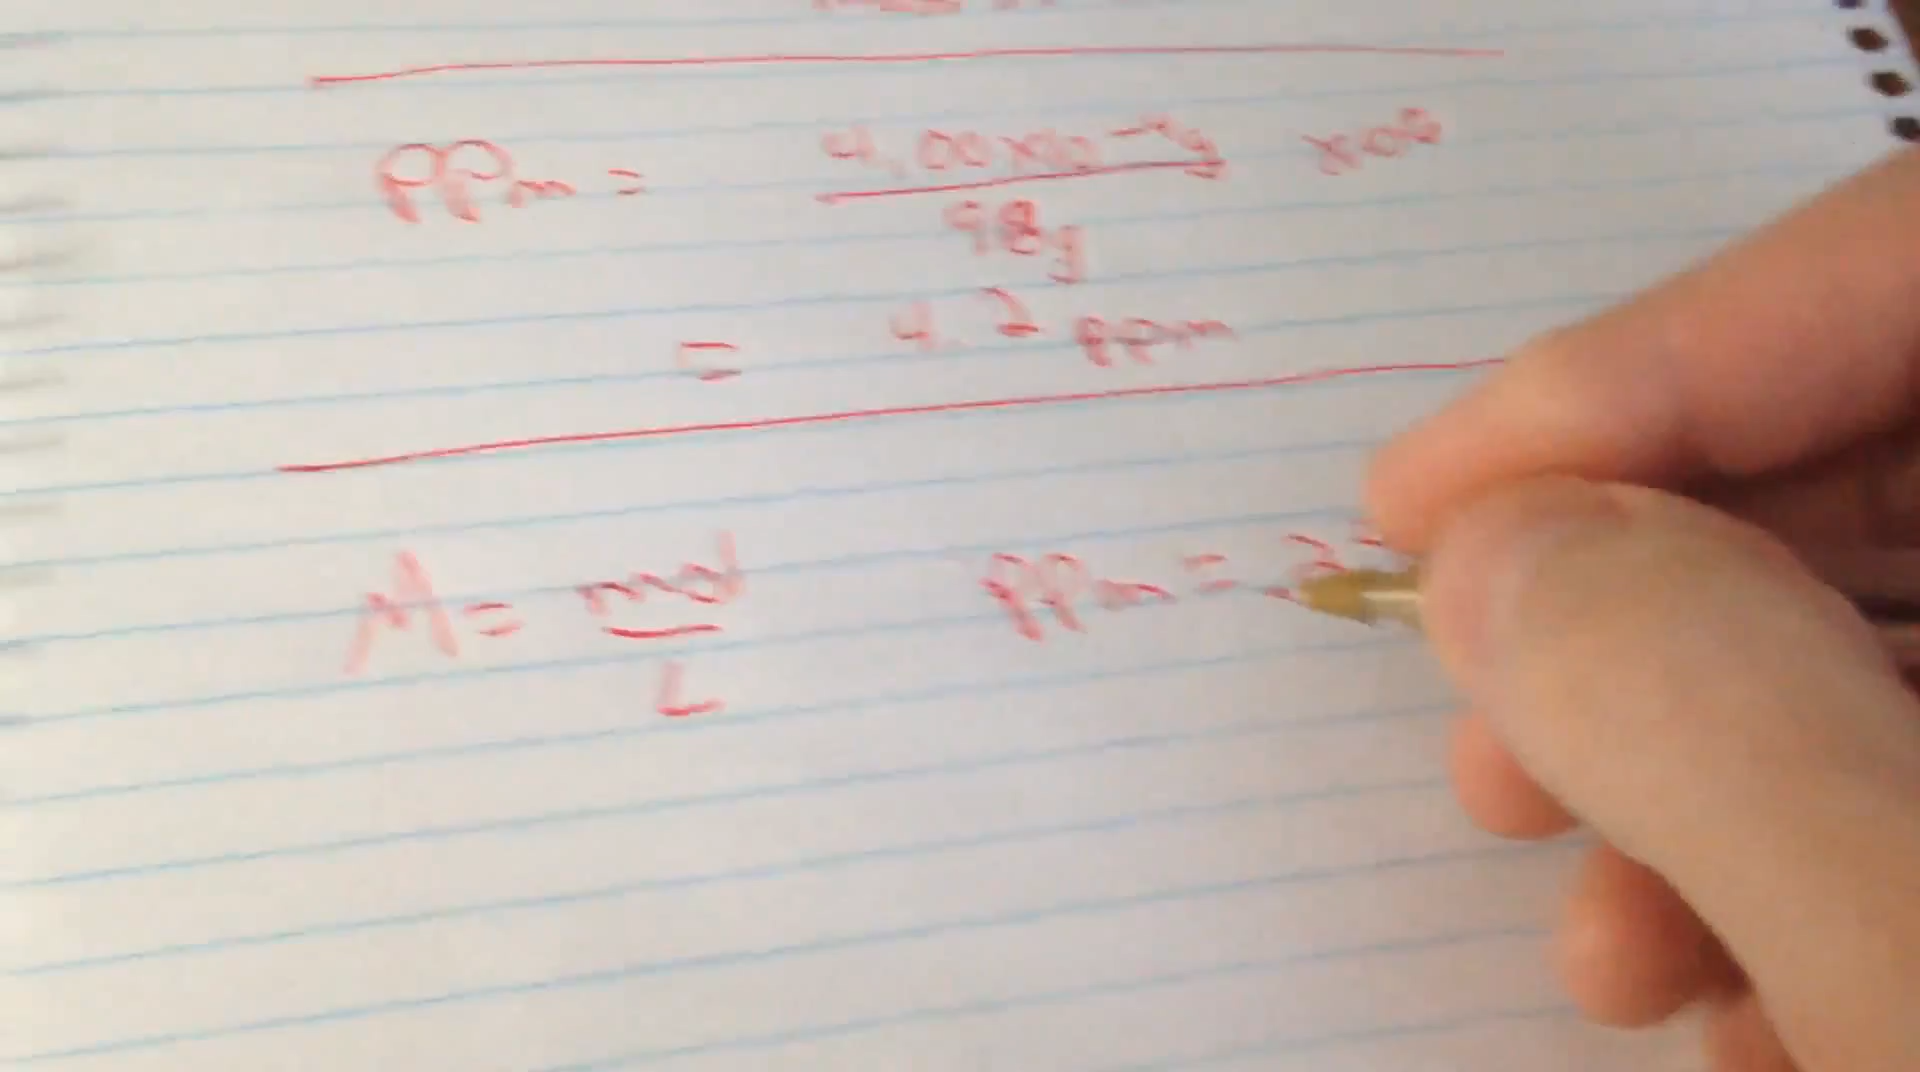 ppm = 4.00x10⁻⁴g x10⁶
98g
= 4.2 ppm
M = mol ppm =
L